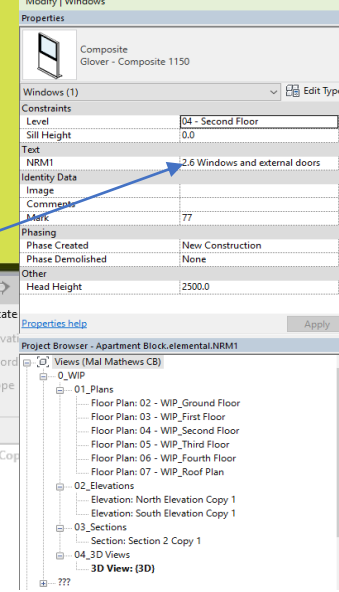 Modify | Windows
Properties
Composite
Glover - Composite 1150
Windows (1)
Edit Type
Constraints
Level 04 - Second Floor
Sill Height 0.0
Text
NRM1 2.6 Windows and external doors
Identity Data
Image
Comments
Mark 77
Phasing
Phase Created New Construction
Phase Demolished None
Other
Head Height 2500.0
Properties help
Apply
Project Browser - Apartment Block.elemental.NRM1
Views (Mal Mathews CB)
0_WIP
01_Plans
Floor Plan: 02 - WIP_Ground Floor
Floor Plan: 03 - WIP_First Floor
Floor Plan: 04 - WIP_Second Floor
Floor Plan: 05 - WIP_Third Floor
Floor Plan: 06 - WIP_Fourth Floor
Floor Plan: 07 - WIP_Roof Plan
02_Elevations
Elevation: North Elevation Copy 1
Elevation: South Elevation Copy 1
03_Sections
Section: Section 2 Copy 1
04_3D Views
3D View: {3D}
???